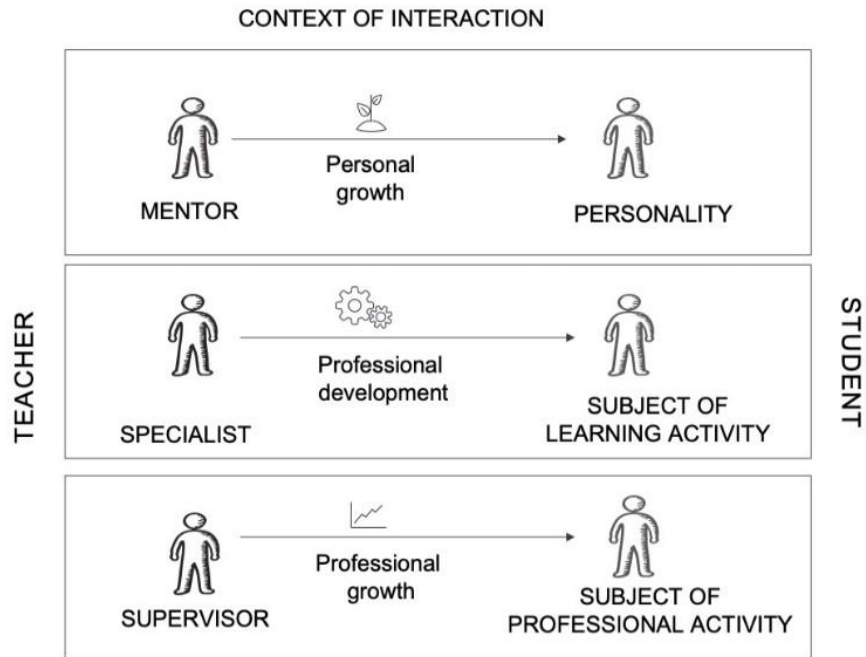 CONTEXT OF INTERACTION
TEACHER
Personal
growth
MENTOR
PERSONALITY
Professional
development
SPECIALIST
SUBJECT OF
LEARNING ACTIVITY
Professional
growth
SUPERVISOR
SUBJECT OF
PROFESSIONAL ACTIVITY
STUDENT